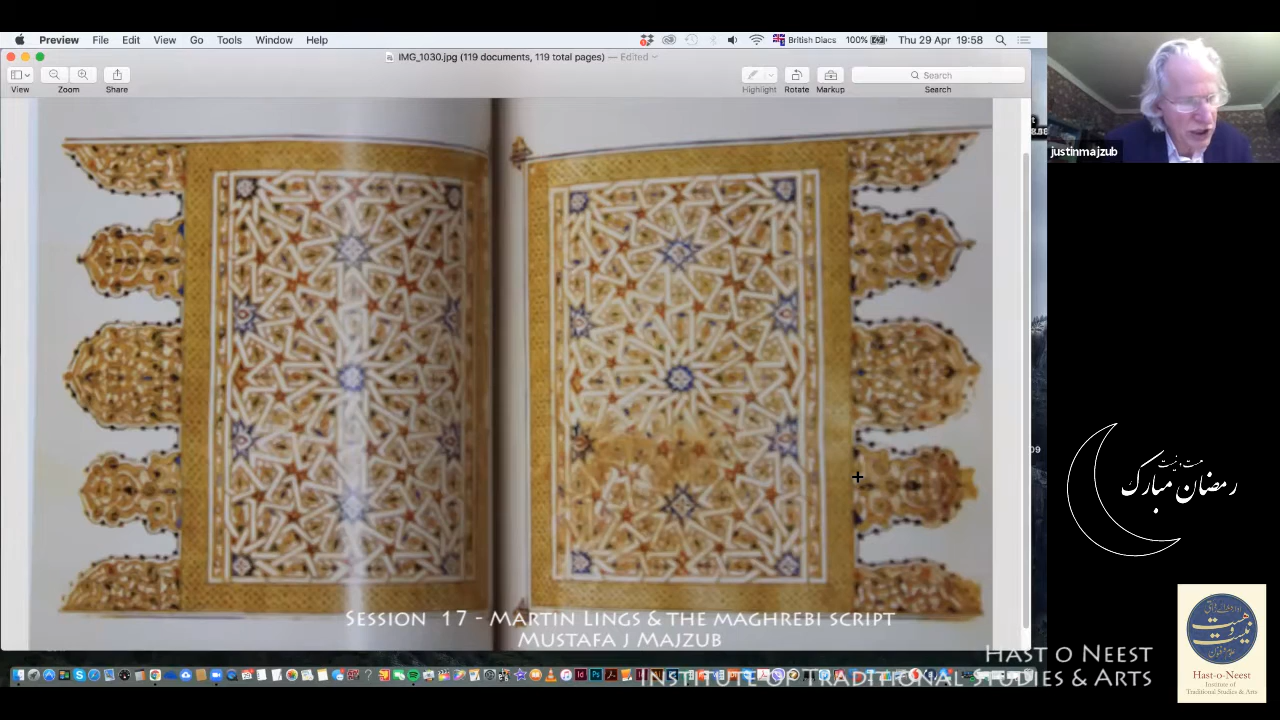 Preview File Edit View Go Tools Window Help
British Diacs 100% Thu 29 Apr 19:58
IMG_1030.jpg (119 documents, 119 total pages) — Edited
View Zoom Share Highlight Rotate Markup Search
Search
justinmajzub
SESSION 17 - MARTIN LINGS & THE MAGHREBI SCRIPT
MUSTAFA J MAJZUB
هست و نیست
رمضان مبارک
HAST O NEEST
INSTITUTE OF TRADITIONAL STUDIES & ARTS
Hast-o-Neest
Institute of
Traditional Studies & Arts